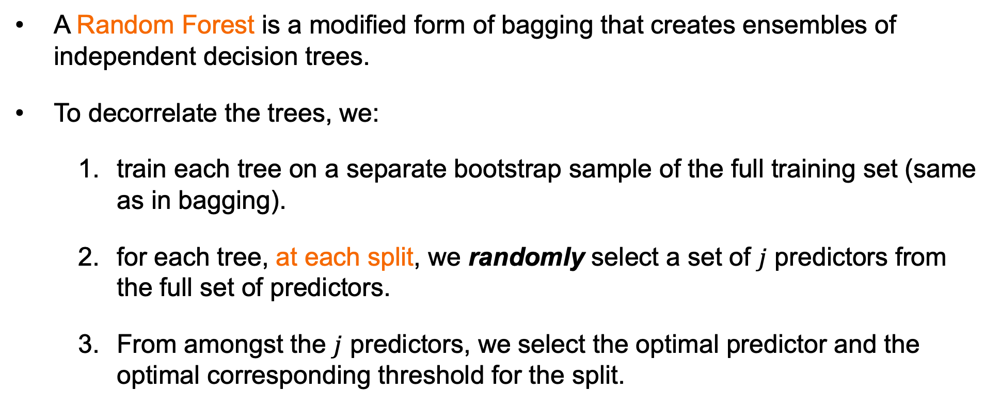 • A Random Forest is a modified form of bagging that creates ensembles of
independent decision trees.
• To decorrelate the trees, we:
1. train each tree on a separate bootstrap sample of the full training set (same
as in bagging).
2. for each tree, at each split, we randomly select a set of j predictors from
the full set of predictors.
3. From amongst the j predictors, we select the optimal predictor and the
optimal corresponding threshold for the split.